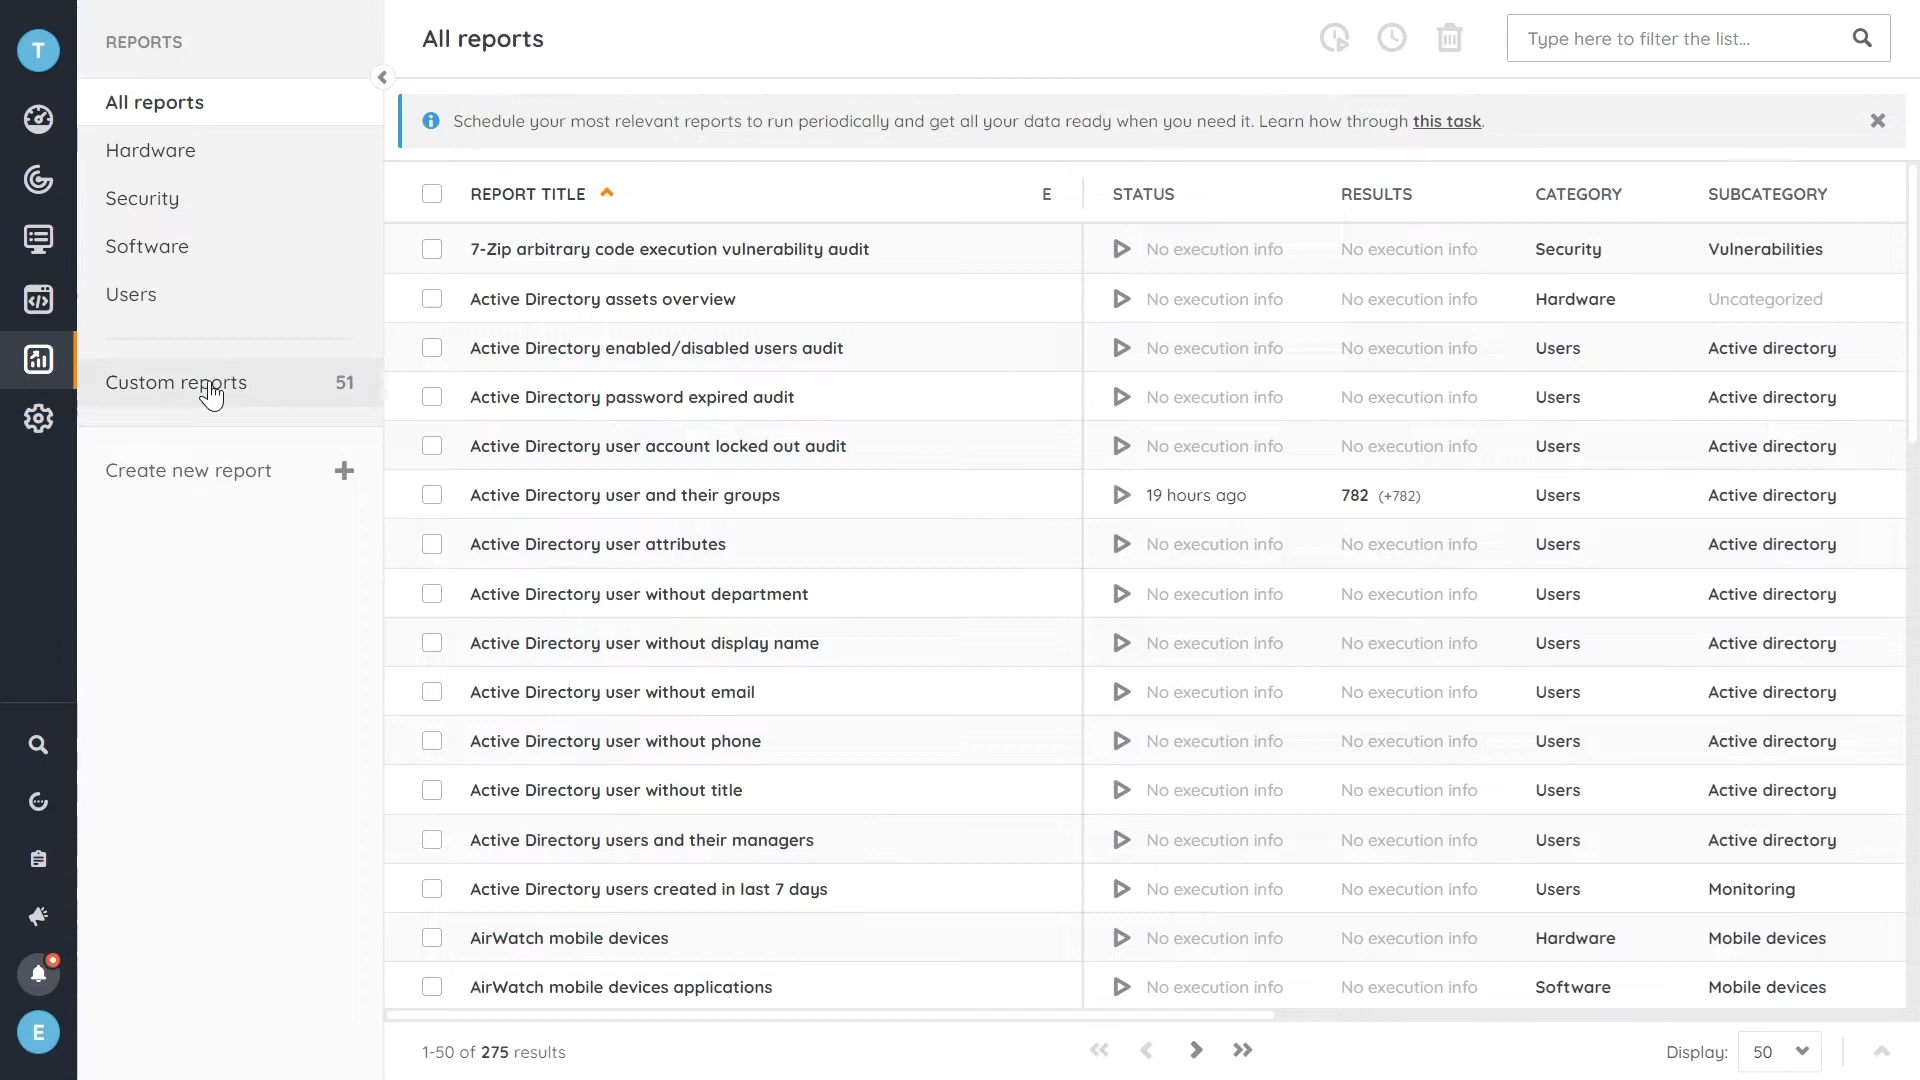 T
REPORTS
All reports
Hardware
Security
Software
Users
Custom reports 51
Create new report
E
All reports
Type here to filter the list...
Schedule your most relevant reports to run periodically and get all your data ready when you need it. Learn how through this task.
REPORT TITLE E STATUS RESULTS CATEGORY SUBCATEGORY
7-Zip arbitrary code execution vulnerability audit No execution info No execution info Security Vulnerabilities
Active Directory assets overview No execution info No execution info Hardware Uncategorized
Active Directory enabled/disabled users audit No execution info No execution info Users Active directory
Active Directory password expired audit No execution info No execution info Users Active directory
Active Directory user account locked out audit No execution info No execution info Users Active directory
Active Directory user and their groups 19 hours ago 782 (+782) Users Active directory
Active Directory user attributes No execution info No execution info Users Active directory
Active Directory user without department No execution info No execution info Users Active directory
Active Directory user without display name No execution info No execution info Users Active directory
Active Directory user without email No execution info No execution info Users Active directory
Active Directory user without phone No execution info No execution info Users Active directory
Active Directory user without title No execution info No execution info Users Active directory
Active Directory users and their managers No execution info No execution info Users Active directory
Active Directory users created in last 7 days No execution info No execution info Users Monitoring
AirWatch mobile devices No execution info No execution info Hardware Mobile devices
AirWatch mobile devices applications No execution info No execution info Software Mobile devices
1-50 of 275 results
Display: 50